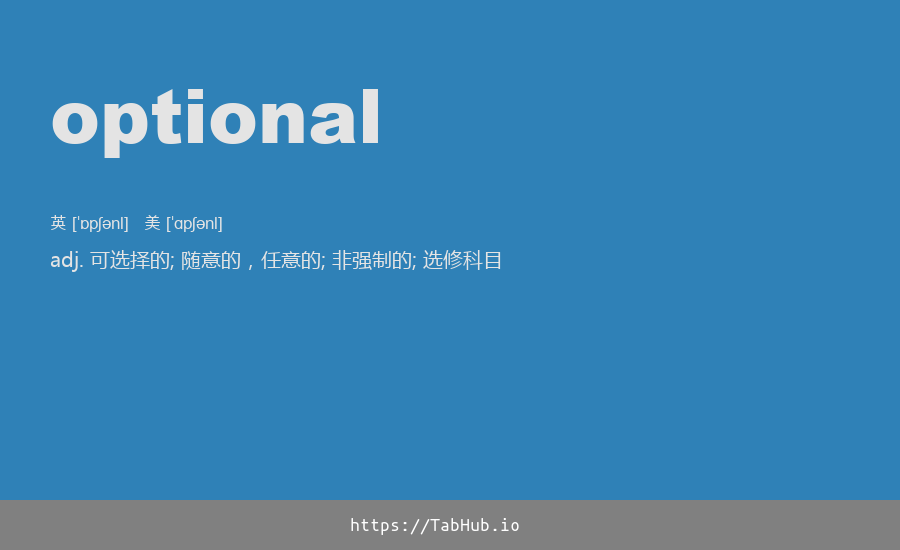 optional
英 [ˈɒpʃənl] 美 [ˈɑpʃənl]
adj. 可选择的; 随意的，任意的; 非强制的; 选修科目
https://TabHub.io